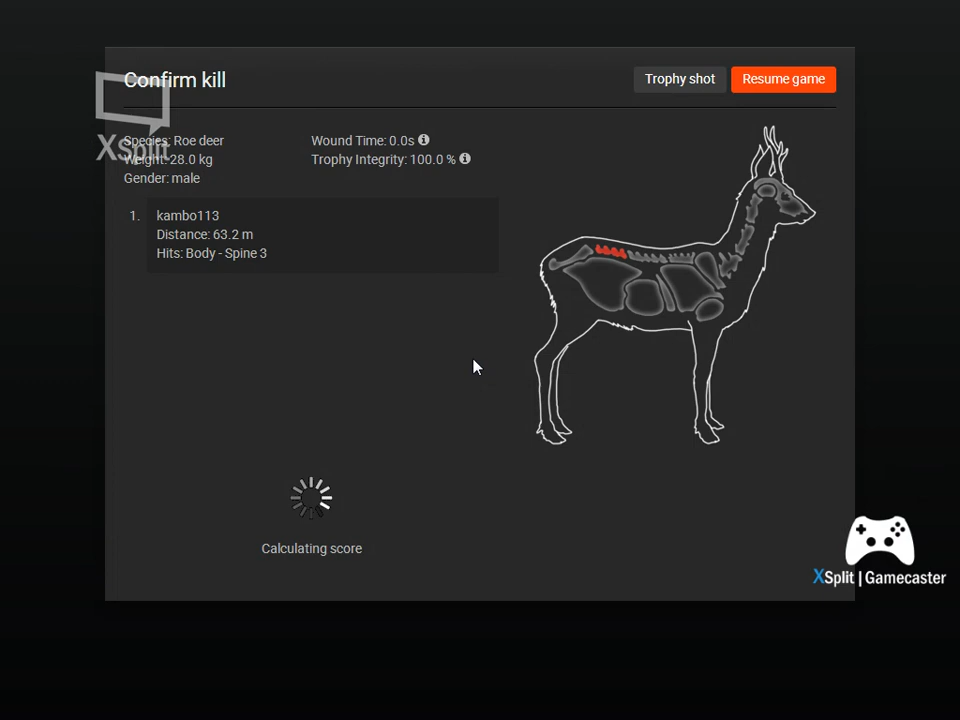 Confirm kill
Trophy shot
Resume game
XSplit
Species: Roe deer
Weight: 28.0 kg
Gender: male
Wound Time: 0.0s
Trophy Integrity: 100.0 %
1.
kambo113
Distance: 63.2 m
Hits: Body - Spine 3
Calculating score
XSplit | Gamecaster